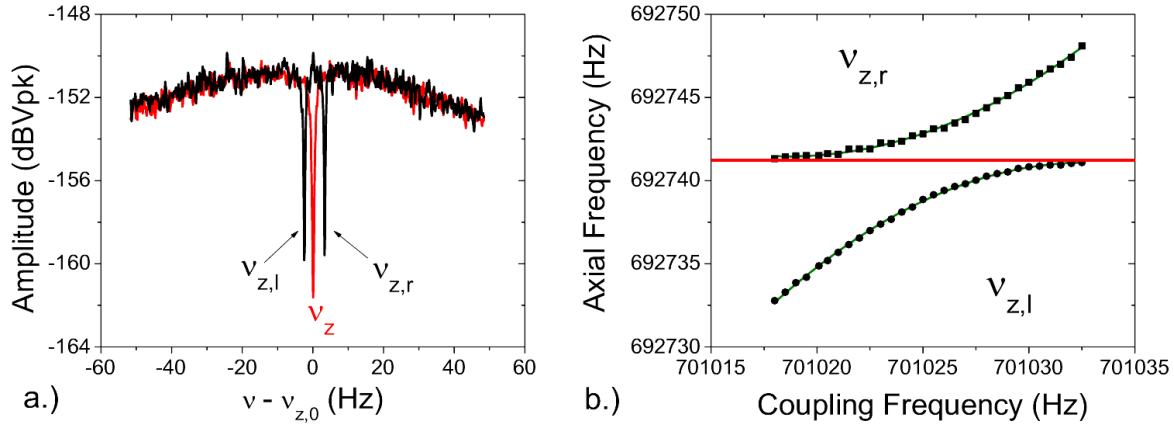 -148
-152
-156
-160
-164
Amplitude (dBVpk)
-60 -40 -20 0 20 40 60
ν - νz,0 (Hz)
νz,l
νz,r
νz
a.)
692750
692745
692740
692735
692730
Axial Frequency (Hz)
701015 701020 701025 701030 701035
Coupling Frequency (Hz)
νz,r
νz,l
b.)